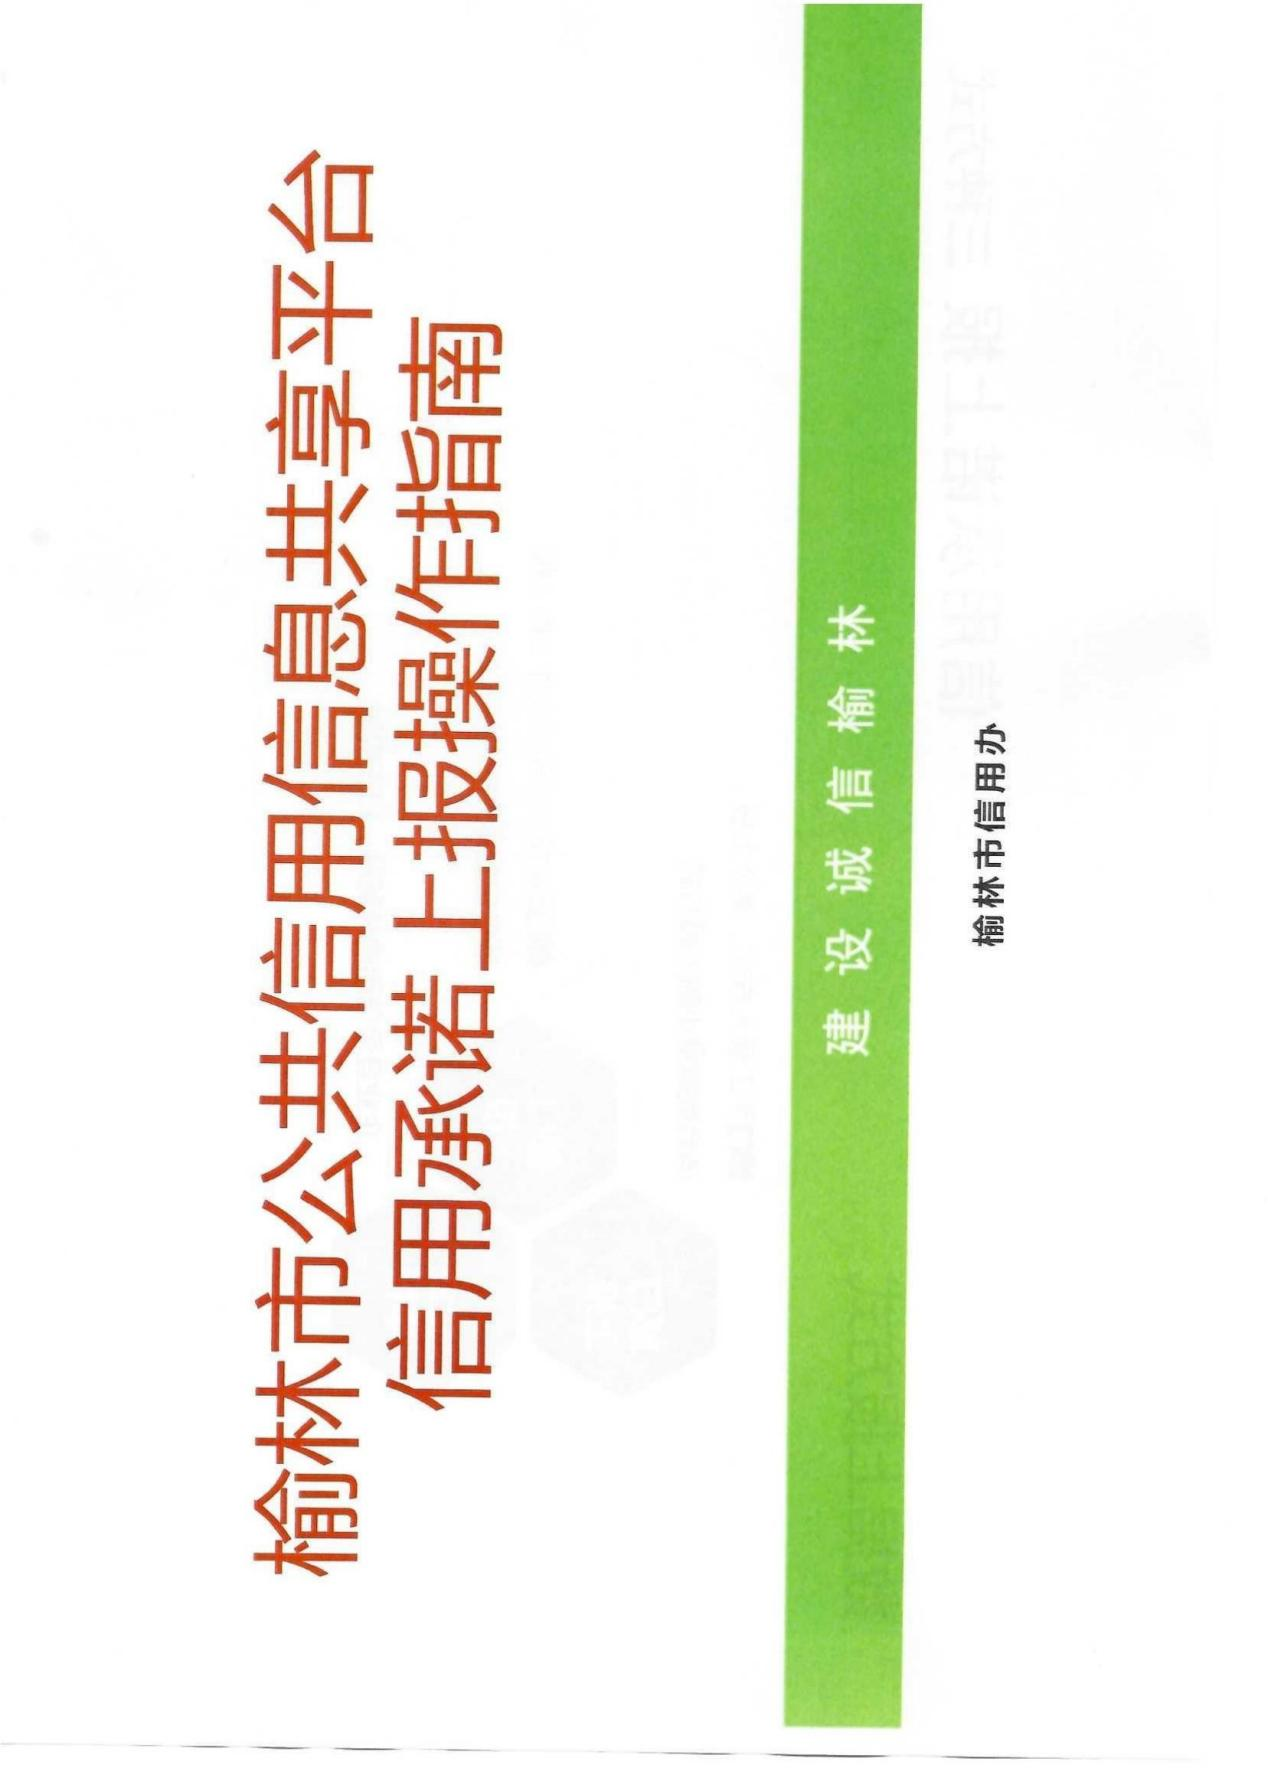 榆林市公共信用信息共享平台
信用承诺上报操作指南
建设诚信榆林
榆林市信用办